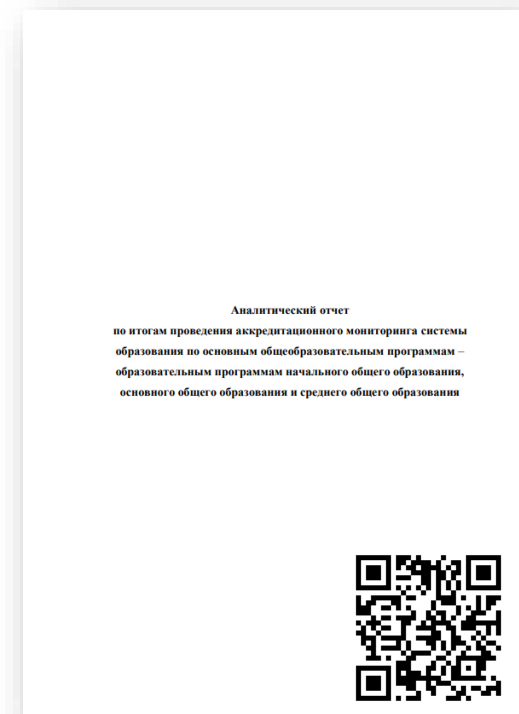 Аналитический отчет
по итогам проведения аккредитационного мониторинга системы
образования по основным общеобразовательным программам –
образовательным программам начального общего образования,
основного общего образования и среднего общего образования